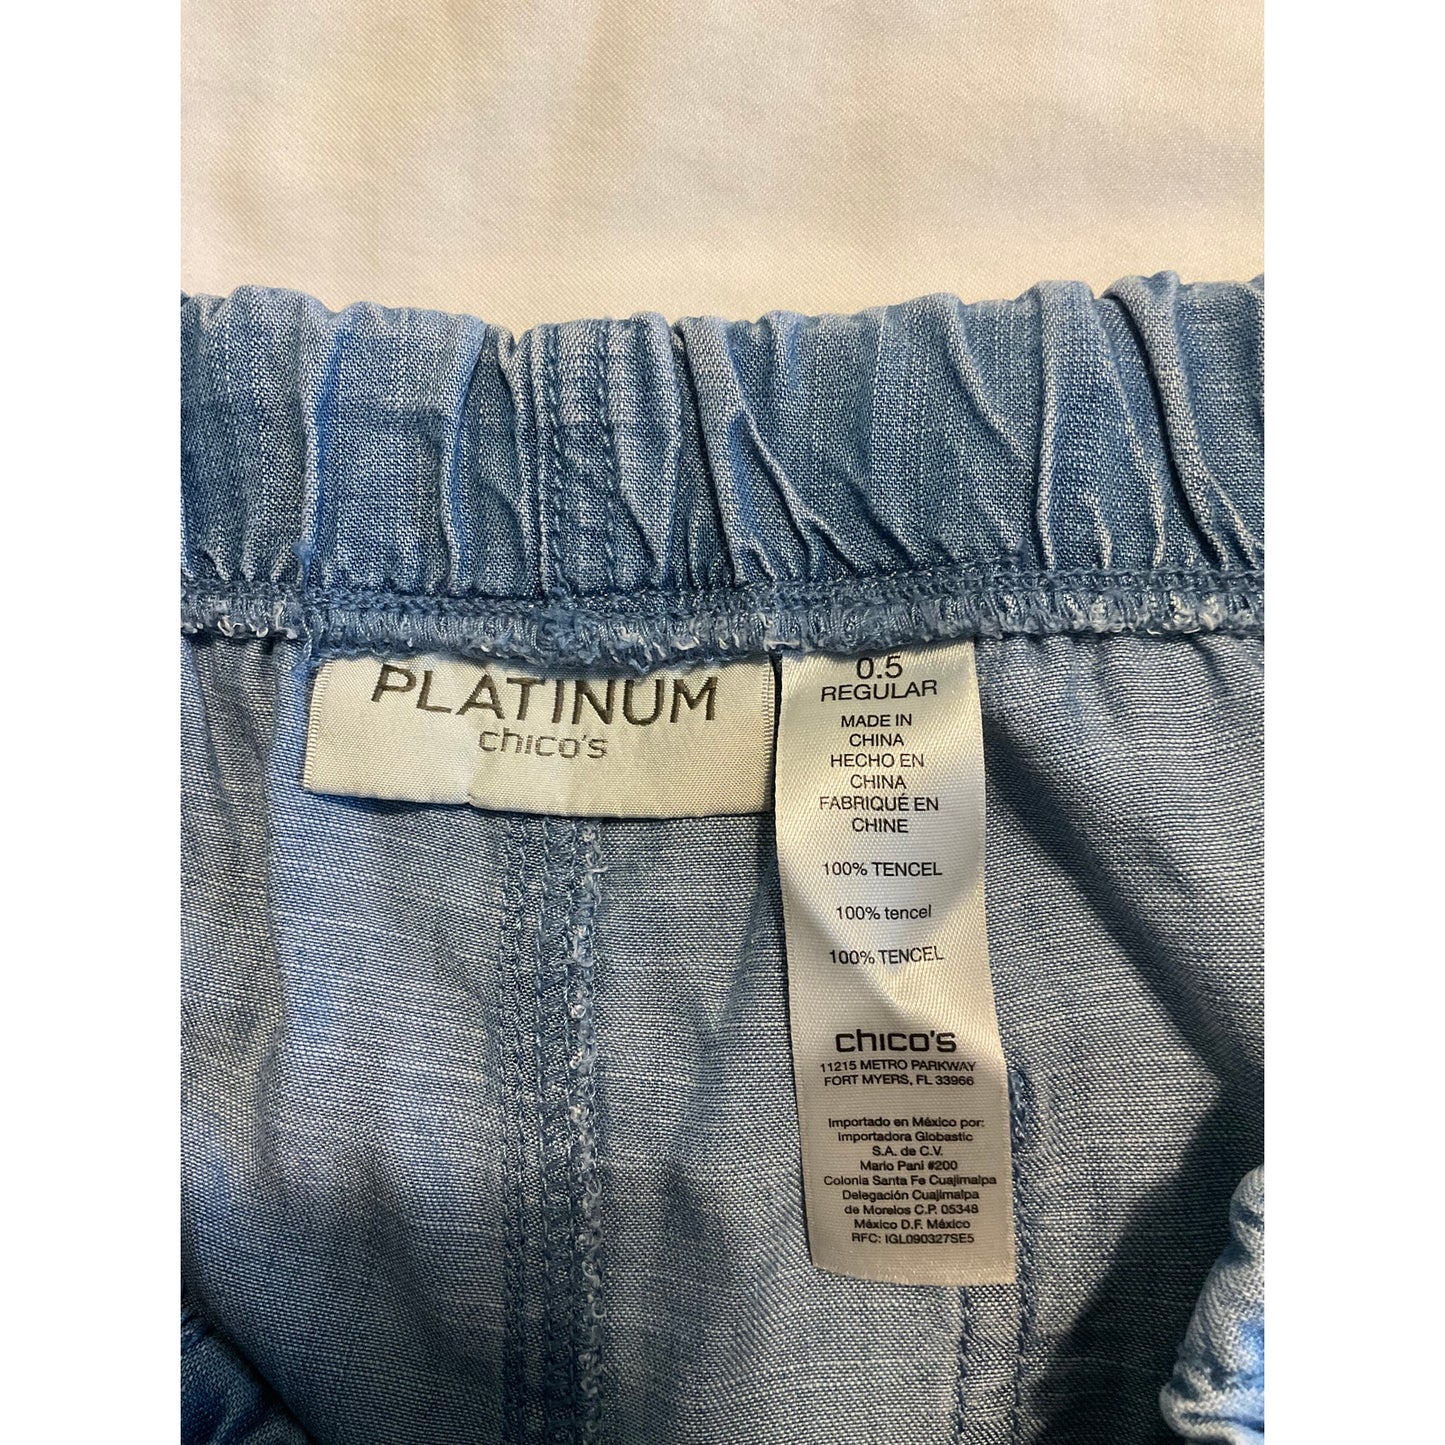 PLATINUM
chico's
0.5
REGULAR
MADE IN
CHINA
HECHO EN
CHINA
FABRIQUÉ EN
CHINE
100% TENCEL
100% tencel
100% TENCEL
chico's
11215 METRO PARKWAY
FORT MYERS, FL 33966
Importado en México por:
Importadora Globastic
S.A. de C.V.
Mario Pani #200
Colonia Santa Fe Cuajimalpa
Delegación Cuajimalpa
de Morelos C.P. 05348
México D.F. México
RFC: IGL090327SE5